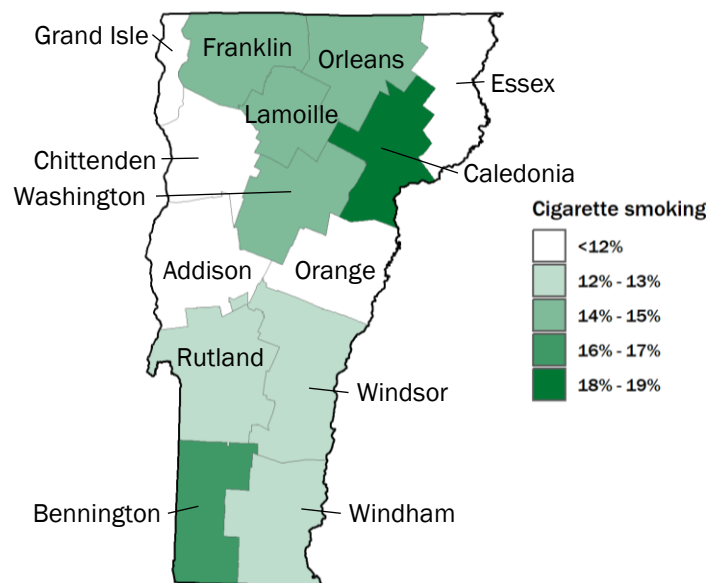 Grand Isle
Franklin
Orleans
Essex
Lamoille
Chittenden
Caledonia
Washington
Addison
Orange
Rutland
Windsor
Bennington
Windham
Cigarette smoking
<12%
12% - 13%
14% - 15%
16% - 17%
18% - 19%